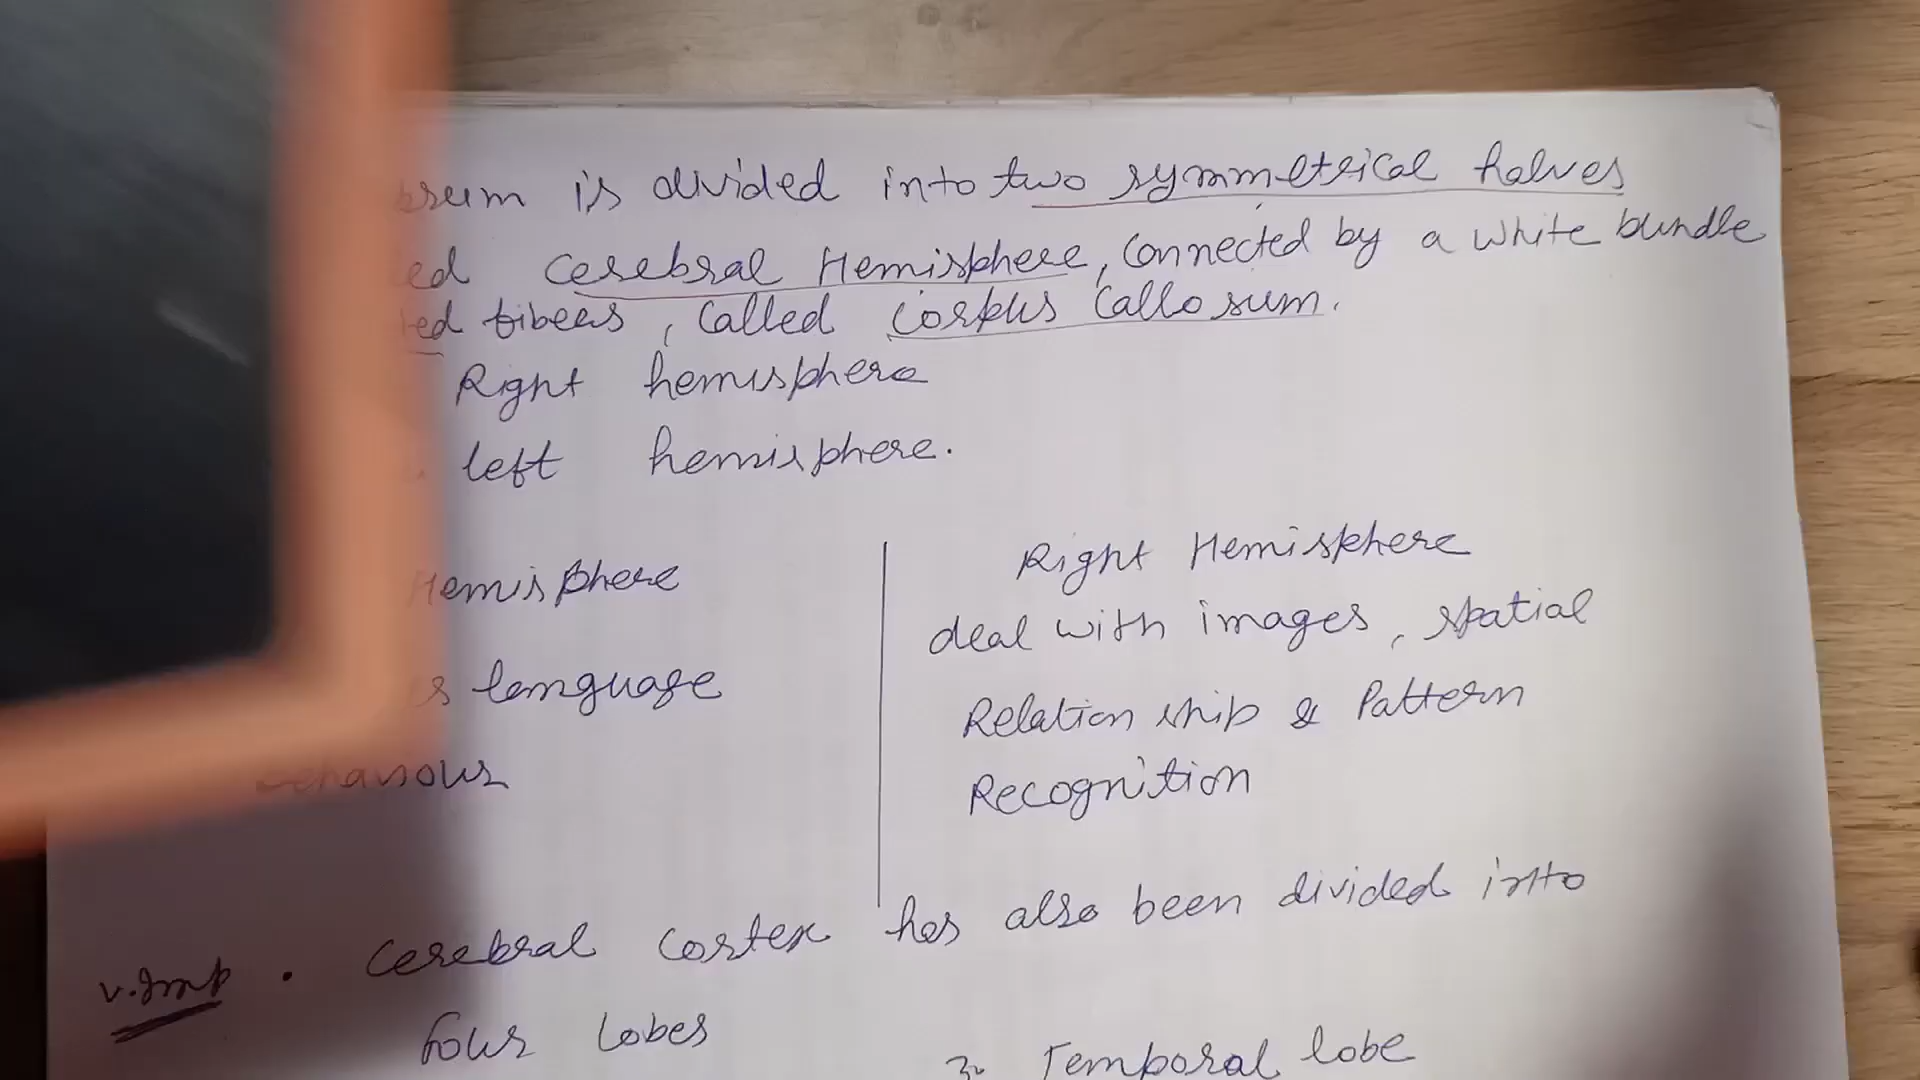 is divided into two symmetrical halves
Cerebral Hemisphere, Connected by a white bundle
fibers, called Corpus Callosum.
Right hemisphere
left hemisphere.
Hemisphere
Right Hemisphere
deal with images, spatial
language
Relationship & Pattern
Recognition
V.Imp . Cerebral Cortex has also been divided into
four lobes
Temporal lobe